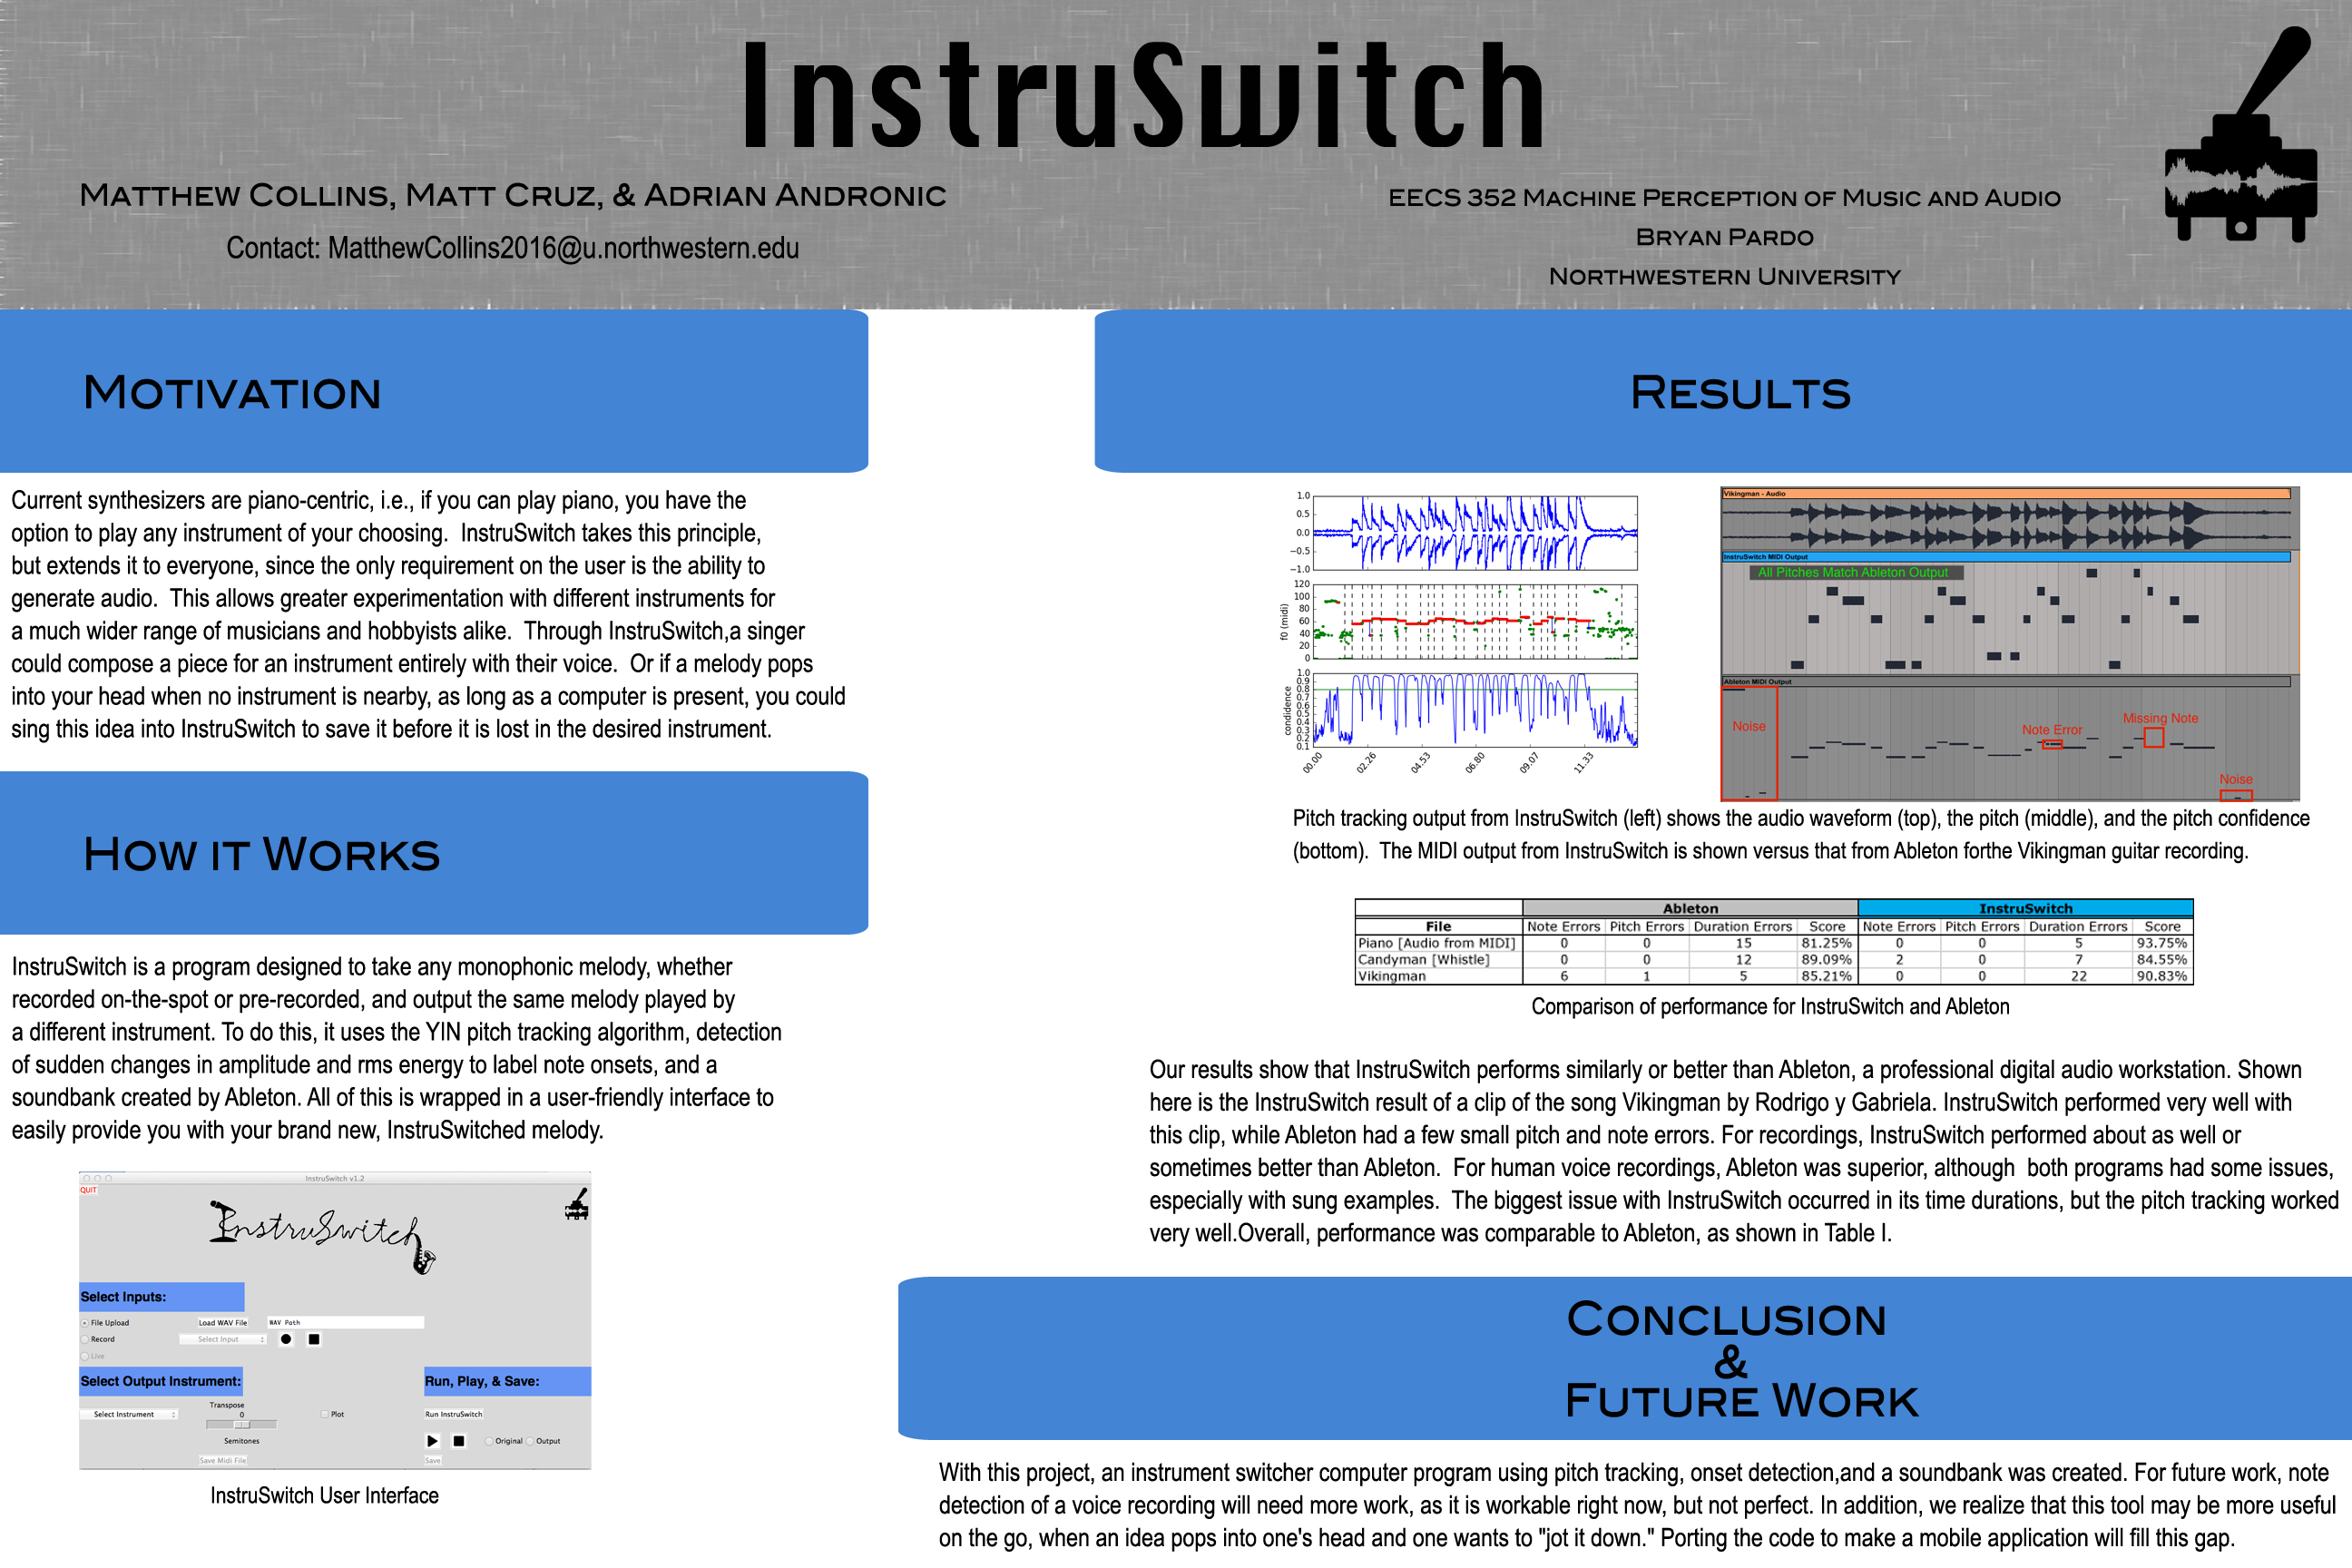 InstruSwitch
Matthew Collins, Matt Cruz, & Adrian Andronic
Contact: MatthewCollins2016@u.northwestern.edu
EECS 352 Machine Perception of Music and Audio
Bryan Pardo
Northwestern University
Motivation
Current synthesizers are piano-centric, i.e., if you can play piano, you have the
option to play any instrument of your choosing. InstruSwitch takes this principle,
but extends it to everyone, since the only requirement on the user is the ability to
generate audio. This allows greater experimentation with different instruments for
a much wider range of musicians and hobbyists alike. Through InstruSwitch,a singer
could compose a piece for an instrument entirely with their voice. Or if a melody pops
into your head when no instrument is nearby, as long as a computer is present, you could
sing this idea into InstruSwitch to save it before it is lost in the desired instrument.
How it Works
InstruSwitch is a program designed to take any monophonic melody, whether
recorded on-the-spot or pre-recorded, and output the same melody played by
a different instrument. To do this, it uses the YIN pitch tracking algorithm, detection
of sudden changes in amplitude and rms energy to label note onsets, and a
soundbank created by Ableton. All of this is wrapped in a user-friendly interface to
easily provide you with your brand new, InstruSwitched melody.
InstruSwitch v1.2
QUIT
InstruSwitch
Select Inputs:
File Upload Load WAV File WAV Path
Record Select Input
Live
Select Output Instrument: Run, Play, & Save:
Transpose
Select Instrument 0 Plot Run InstruSwitch
Semitones Original Output
Save Midi File Save
InstruSwitch User Interface
Results
1.0
0.5
0.0
−0.5
−1.0
120
100
80
60
40
20
0
f0 (midi)
1.0
0.9
0.8
0.7
0.6
0.5
0.4
0.3
0.2
0.1
condidence
00.00 02.26 04.53 06.80 09.07 11.33
Vikingman - Audio
InstruSwitch MIDI Output
All Pitches Match Ableton Output
Ableton MIDI Output
Noise
Note Error
Missing Note
Noise
Pitch tracking output from InstruSwitch (left) shows the audio waveform (top), the pitch (middle), and the pitch confidence
(bottom). The MIDI output from InstruSwitch is shown versus that from Ableton forthe Vikingman guitar recording.
Ableton InstruSwitch
File Note Errors Pitch Errors Duration Errors Score Note Errors Pitch Errors Duration Errors Score
Piano [Audio from MIDI] 0 0 15 81.25% 0 0 5 93.75%
Candyman [Whistle] 0 0 12 89.09% 2 0 7 84.55%
Vikingman 6 1 5 85.21% 0 0 22 90.83%
Comparison of performance for InstruSwitch and Ableton
Our results show that InstruSwitch performs similarly or better than Ableton, a professional digital audio workstation. Shown
here is the InstruSwitch result of a clip of the song Vikingman by Rodrigo y Gabriela. InstruSwitch performed very well with
this clip, while Ableton had a few small pitch and note errors. For recordings, InstruSwitch performed about as well or
sometimes better than Ableton. For human voice recordings, Ableton was superior, although both programs had some issues,
especially with sung examples. The biggest issue with InstruSwitch occurred in its time durations, but the pitch tracking worked
very well.Overall, performance was comparable to Ableton, as shown in Table I.
Conclusion
&
Future Work
With this project, an instrument switcher computer program using pitch tracking, onset detection,and a soundbank was created. For future work, note
detection of a voice recording will need more work, as it is workable right now, but not perfect. In addition, we realize that this tool may be more useful
on the go, when an idea pops into one's head and one wants to "jot it down." Porting the code to make a mobile application will fill this gap.